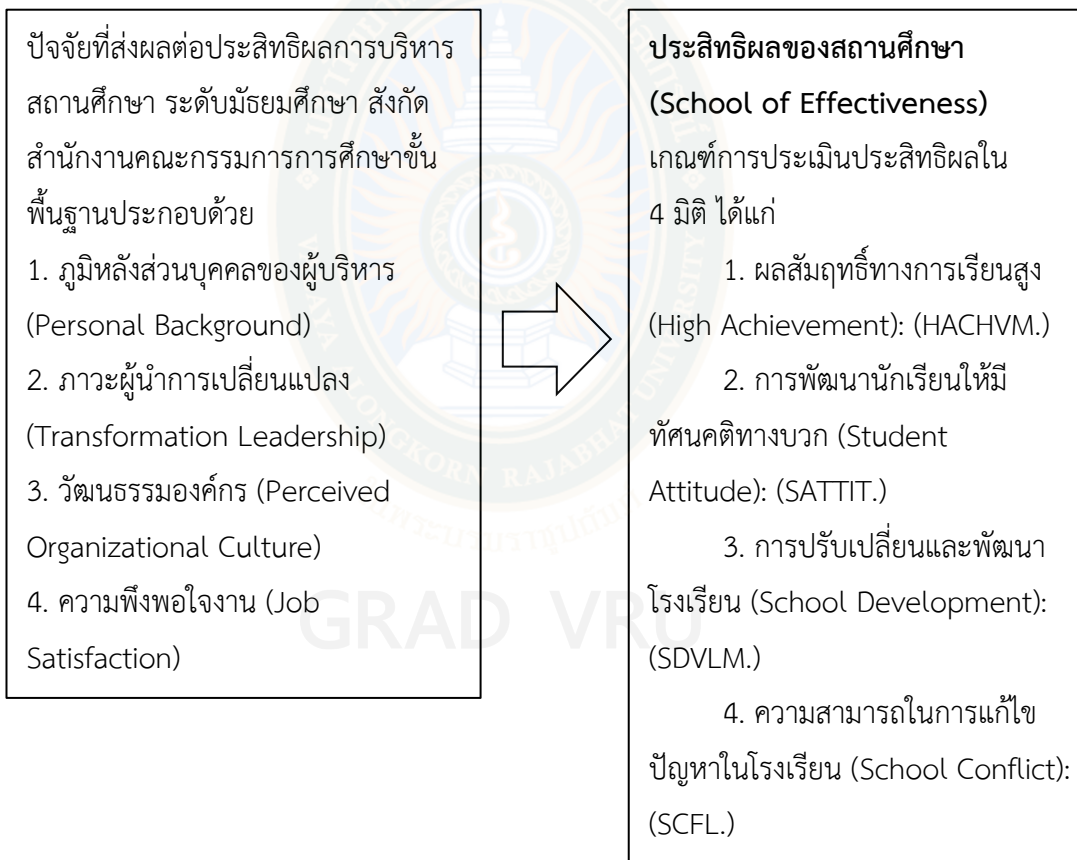 ปัจจัยที่ส่งผลต่อประสิทธิผลการบริหาร
สถานศึกษา ระดับมัธยมศึกษา สังกัด
สำนักงานคณะกรรมการการศึกษาขั้น
พื้นฐานประกอบด้วย
1. ภูมิหลังส่วนบุคคลของผู้บริหาร
(Personal Background)
2. ภาวะผู้นำการเปลี่ยนแปลง
(Transformation Leadership)
3. วัฒนธรรมองค์กร (Perceived
Organizational Culture)
4. ความพึงพอใจงาน (Job
Satisfaction)
ประสิทธิผลของสถานศึกษา
(School of Effectiveness)
เกณฑ์การประเมินประสิทธิผลใน
4 มิติ ได้แก่
1. ผลสัมฤทธิ์ทางการเรียนสูง
(High Achievement): (HACHVM.)
2. การพัฒนานักเรียนให้มี
ทัศนคติทางบวก (Student
Attitude): (SATTIT.)
3. การปรับเปลี่ยนและพัฒนา
โรงเรียน (School Development):
(SDVLM.)
4. ความสามารถในการแก้ไข
ปัญหาในโรงเรียน (School Conflict):
(SCFL.)
GRAD VRU